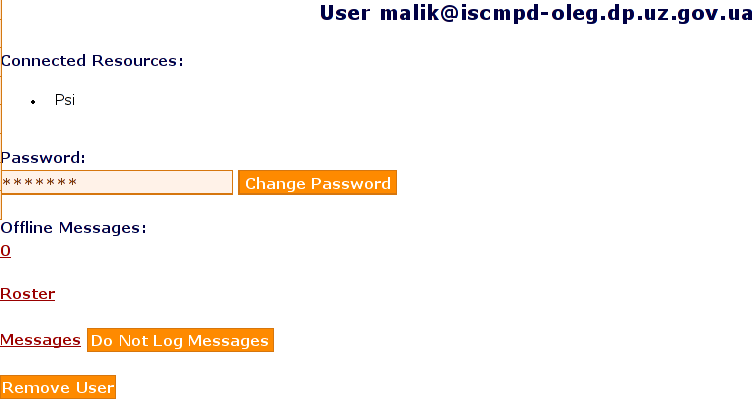 User malik@iscmpd-oleg.dp.uz.gov.ua
Connected Resources:
• Psi
Password:
******* Change Password
Offline Messages:
0
Roster
Messages Do Not Log Messages
Remove User